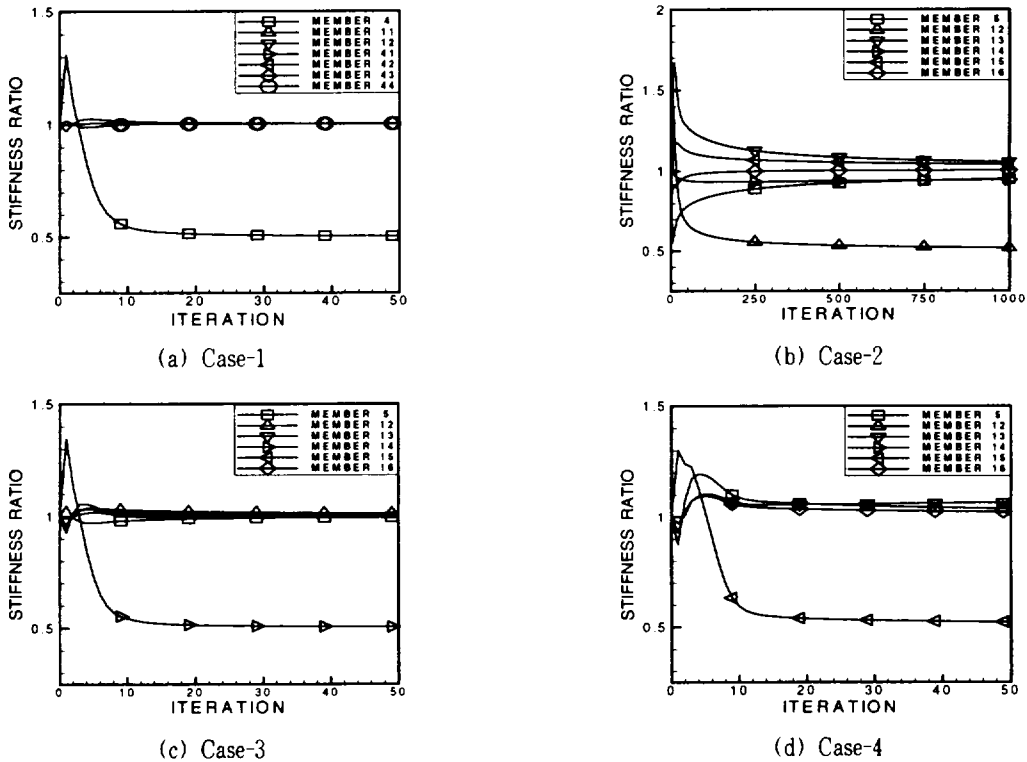 1.5
1
0.5
STIFFNESS RATIO
MEMBER 4
MEMBER 11
MEMBER 12
MEMBER 41
MEMBER 42
MEMBER 43
MEMBER 44
0 10 20 30 40 50
ITERATION
(a) Case-1
2
1.5
1
0.5
STIFFNESS RATIO
MEMBER 5
MEMBER 12
MEMBER 13
MEMBER 14
MEMBER 15
MEMBER 16
0 250 500 750 1000
ITERATION
(b) Case-2
1.5
1
0.5
STIFFNESS RATIO
MEMBER 5
MEMBER 12
MEMBER 13
MEMBER 14
MEMBER 15
MEMBER 16
0 10 20 30 40 50
ITERATION
(c) Case-3
1.5
1
0.5
STIFFNESS RATIO
MEMBER 5
MEMBER 12
MEMBER 13
MEMBER 14
MEMBER 15
MEMBER 16
0 10 20 30 40 50
ITERATION
(d) Case-4